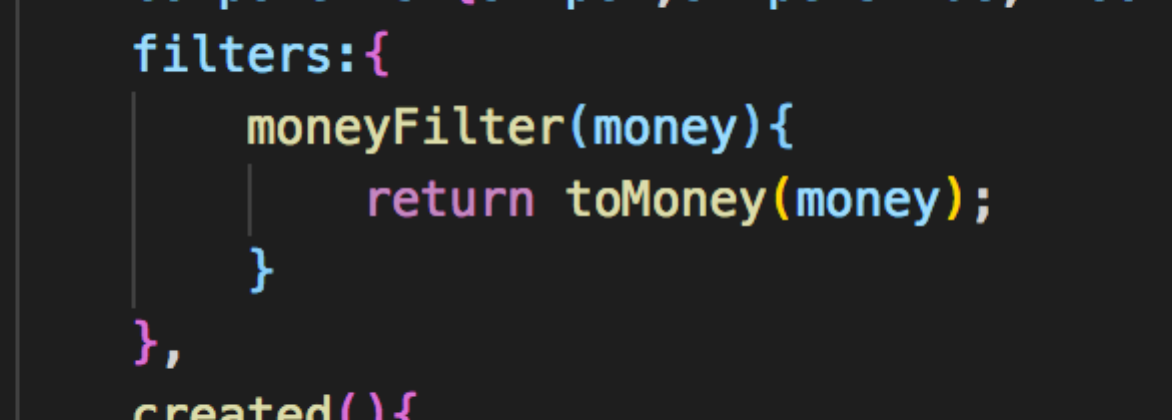 filters:{
moneyFilter(money){
return toMoney(money);
}
},
created(){